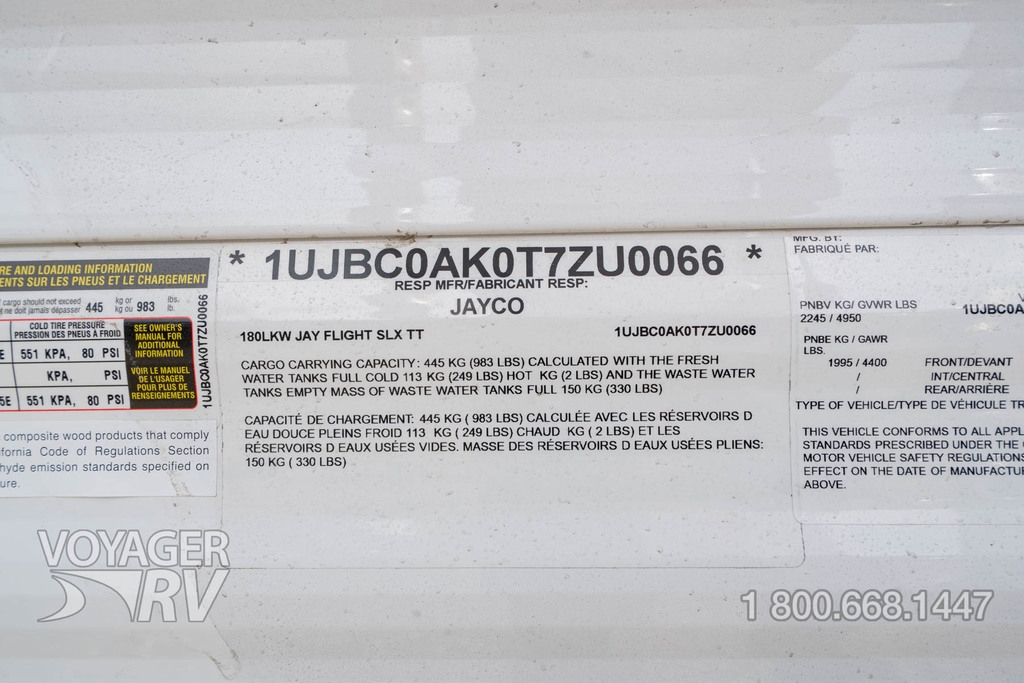 RE AND LOADING INFORMATION
ENTS SUR LES PNEUS ET LE CHARGEMENT
cargo should not exceed 445 kg or 983 lbs.
ne doit jamais dépasser kg ou lb.
COLD TIRE PRESSURE
PRESSION DES PNEUS À FROID
551 KPA, 80 PSI
KPA, PSI
5E 551 KPA, 80 PSI
SEE OWNER'S
MANUAL FOR
ADDITIONAL
INFORMATION
VOIR LE MANUEL
DE L'USAGER
POUR PLUS DE
RENSEIGNEMENTS
1UJBC0AK0T7ZU0066
composite wood products that comply
ifornia Code of Regulations Section
hyde emission standards specified on
ure.
* 1UJBC0AK0T7ZU0066 *
RESP MFR/FABRICANT RESP:
JAYCO
180LKW JAY FLIGHT SLX TT 1UJBC0AK0T7ZU0066
CARGO CARRYING CAPACITY: 445 KG (983 LBS) CALCULATED WITH THE FRESH
WATER TANKS FULL COLD 113 KG (249 LBS) HOT KG (2 LBS) AND THE WASTE WATER
TANKS EMPTY MASS OF WASTE WATER TANKS FULL 150 KG (330 LBS)
CAPACITÉ DE CHARGEMENT: 445 KG ( 983 LBS) CALCULÉE AVEC LES RÉSERVOIRS D
EAU DOUCE PLEINS FROID 113 KG ( 249 LBS) CHAUD KG ( 2 LBS) ET LES
RÉSERVOIRS D EAUX USÉES VIDES. MASSE DES RÉSERVOIRS D EAUX USÉES PLIENS:
150 KG ( 330 LBS)
MFG. BY:
FABRIQUÉ PAR:
PNBV KG/ GVWR LBS
2245 / 4950
1UJBC0A
PNBE KG / GAWR
LBS.
1995 / 4400 FRONT/DEVANT
/ INT/CENTRAL
/ REAR/ARRIÈRE
TYPE OF VEHICLE/TYPE DE VÉHICULE TR
THIS VEHICLE CONFORMS TO ALL APPL
STANDARDS PRESCRIBED UNDER THE
MOTOR VEHICLE SAFETY REGULATIONS
EFFECT ON THE DATE OF MANUFACTU
ABOVE.
VOYAGER
RV
1 800.668.1447